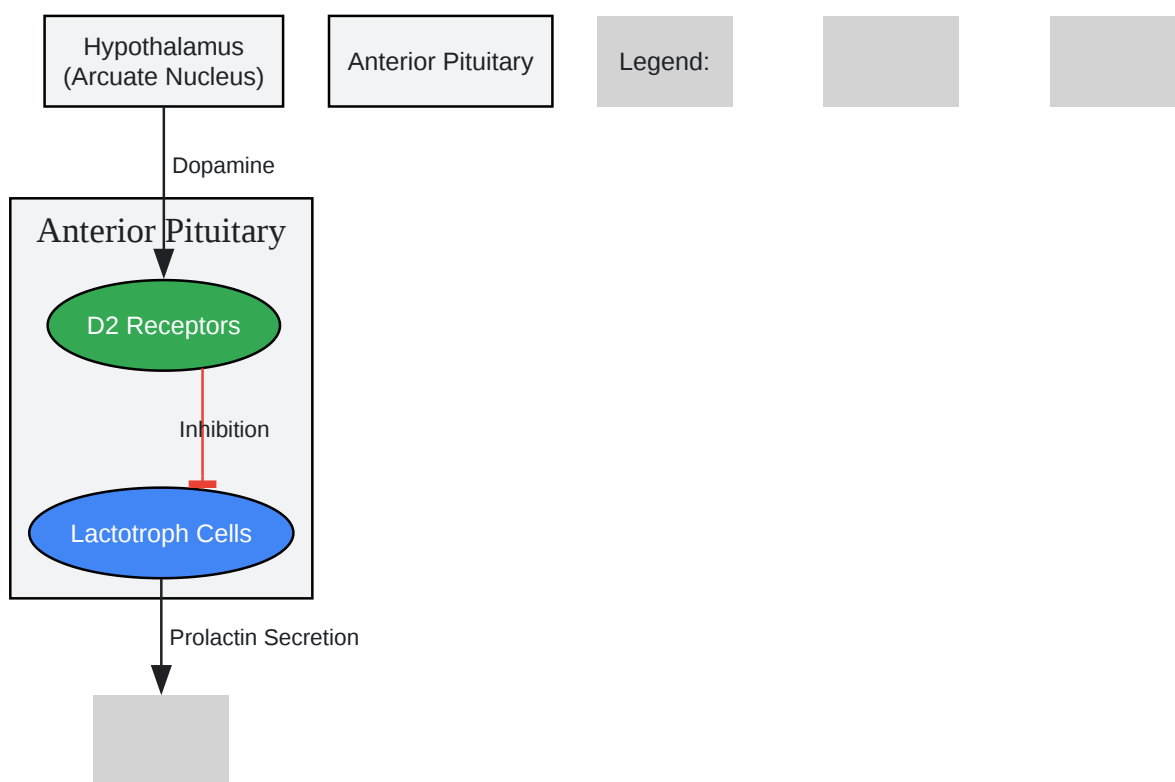 Hypothalamus
(Arcuate Nucleus)
Anterior Pituitary
Legend:
Dopamine
Anterior Pituitary
D2 Receptors
Inhibition
Lactotroph Cells
Prolactin Secretion